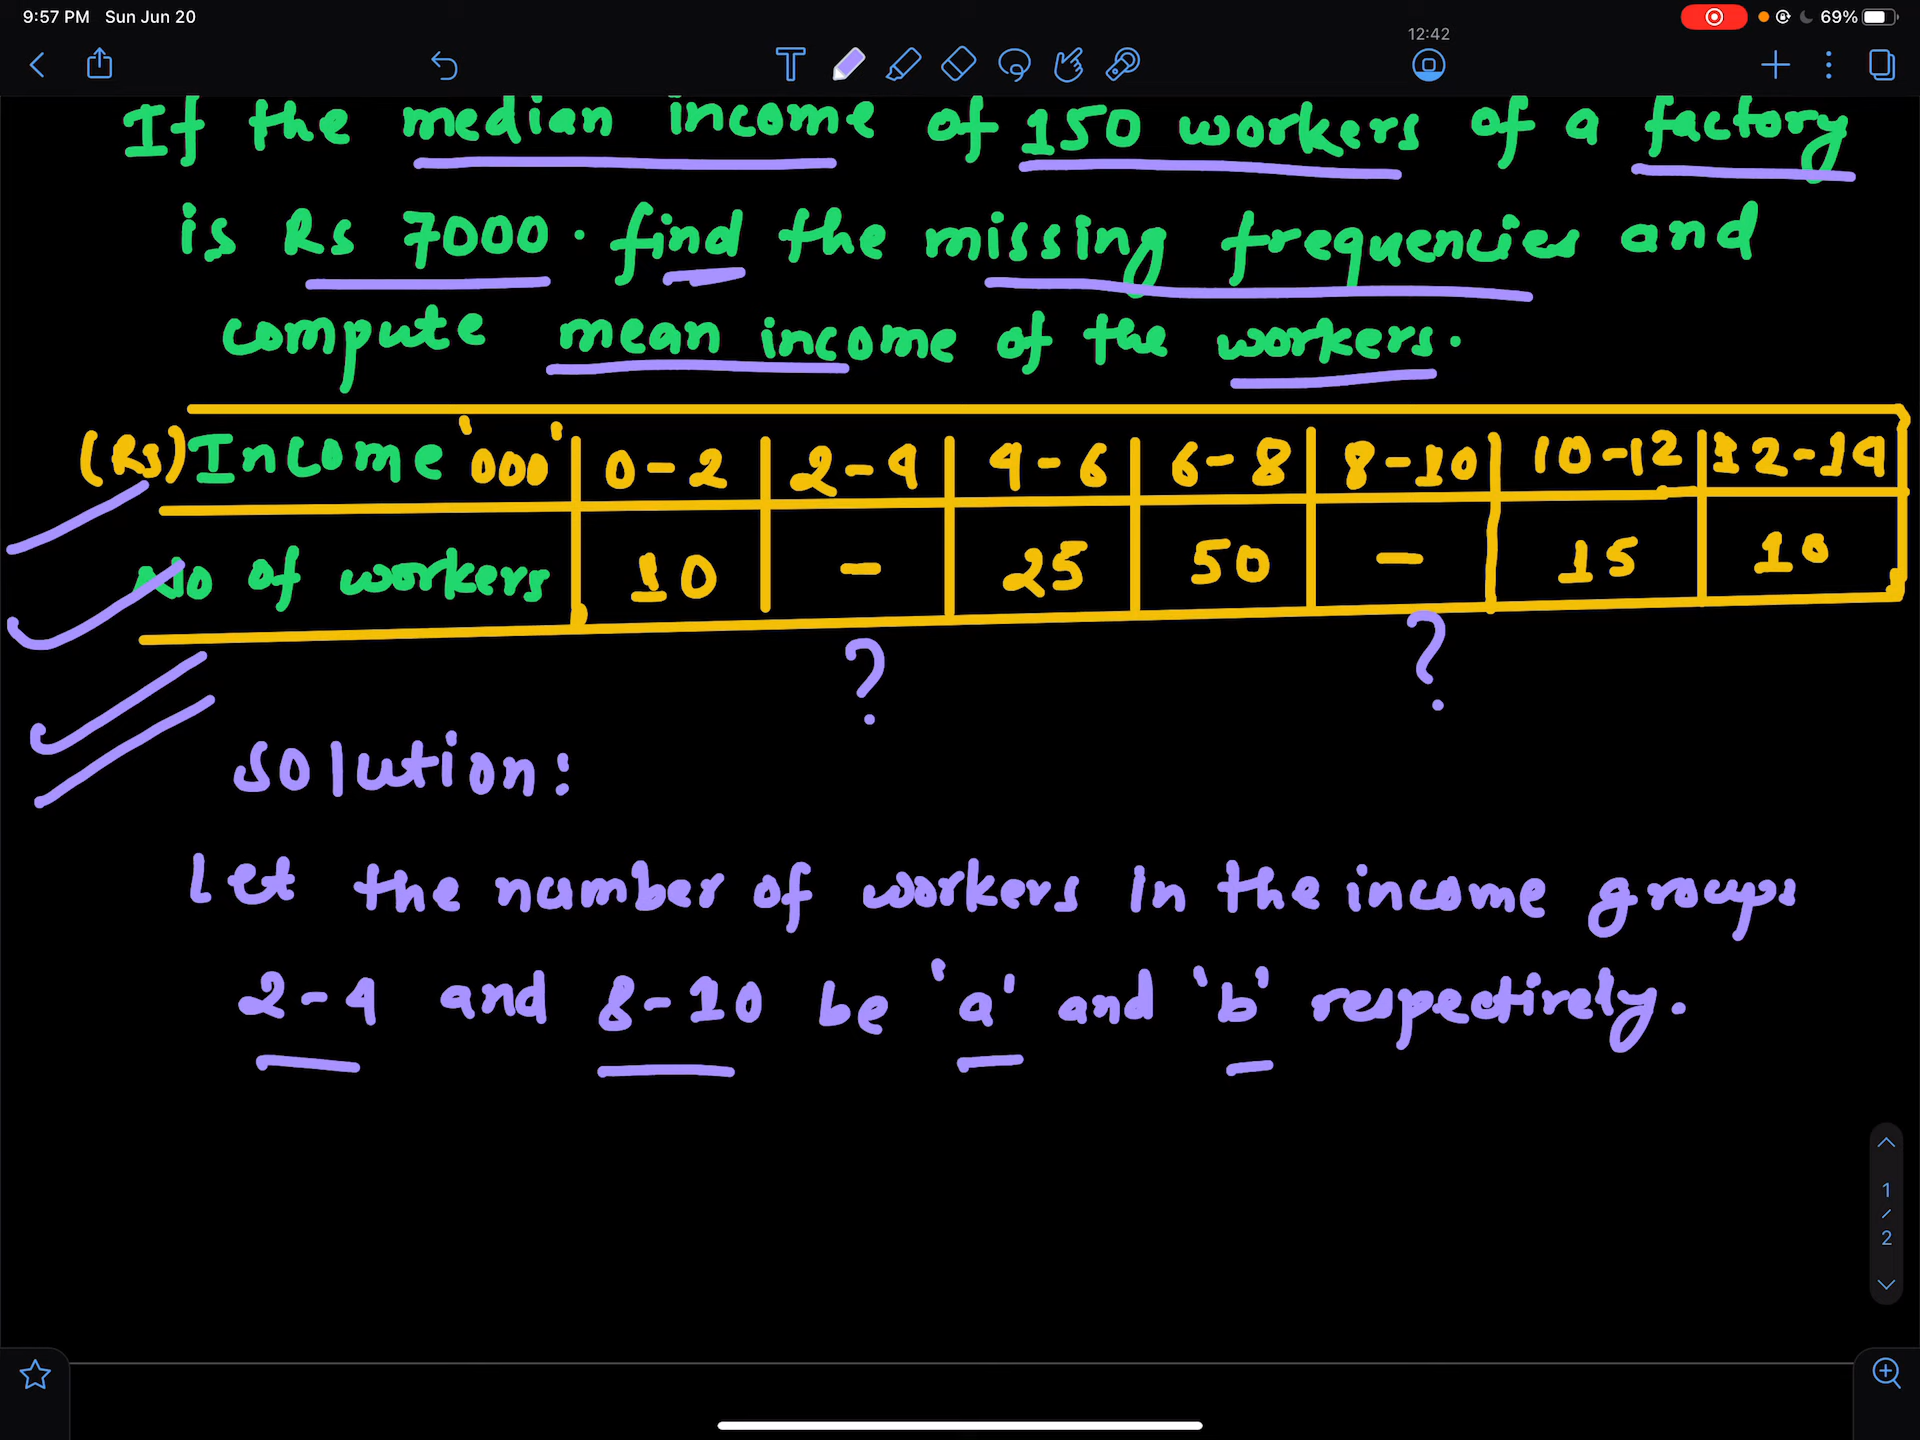 9:57 PM Sun Jun 20
69%
12:42
If the median income of 150 workers of a factory
is Rs 7000. find the missing frequencies and
compute mean income of the workers.
(Rs) Income '000' 0-2 2-4 4-6 6-8 8-10 10-12 12-14
No of workers 10 - 25 50 - 15 10
? ?
Solution:
Let the number of workers in the income groups
2-4 and 8-10 be 'a' and 'b' respectively.
1
/
2